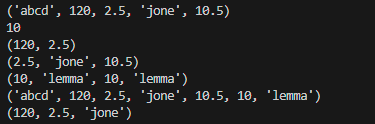 ('abcd', 120, 2.5, 'jone', 10.5)
10
(120, 2.5)
(2.5, 'jone', 10.5)
(10, 'lemma', 10, 'lemma')
('abcd', 120, 2.5, 'jone', 10.5, 10, 'lemma')
(120, 2.5, 'jone')